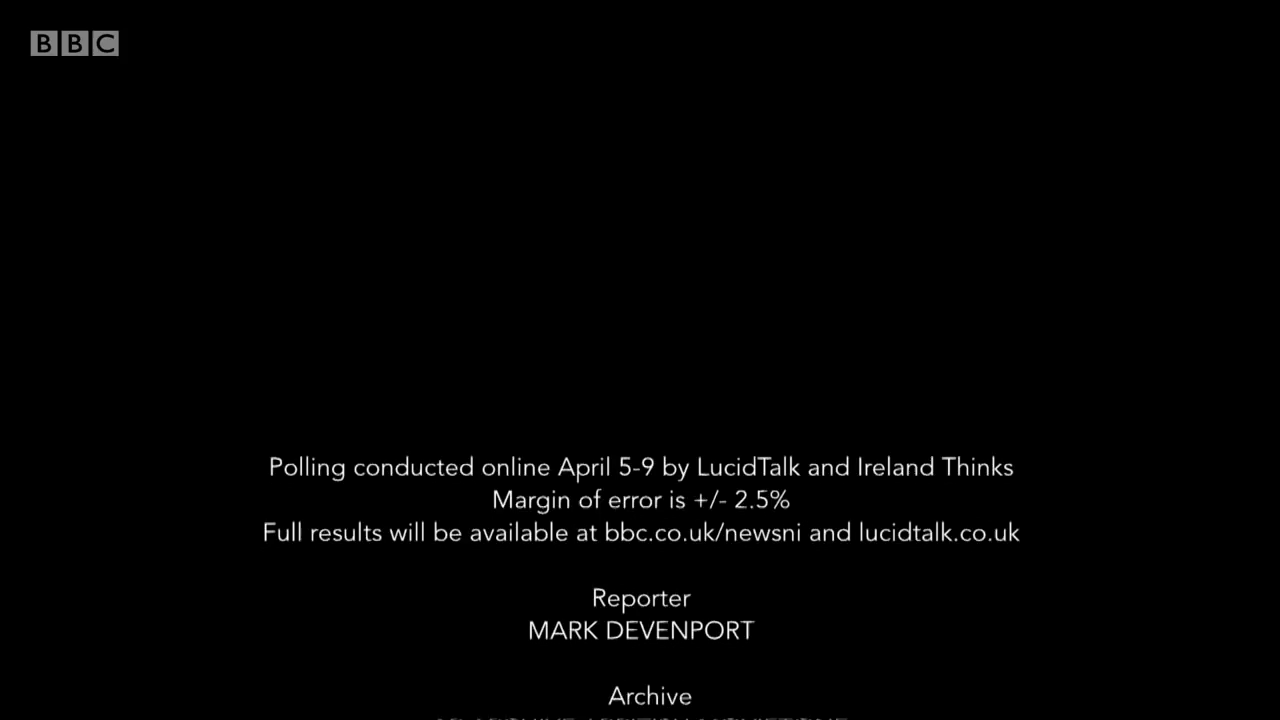 BBC
Polling conducted online April 5-9 by LucidTalk and Ireland Thinks
Margin of error is +/- 2.5%
Full results will be available at bbc.co.uk/newsni and lucidtalk.co.uk
Reporter
MARK DEVENPORT
Archive